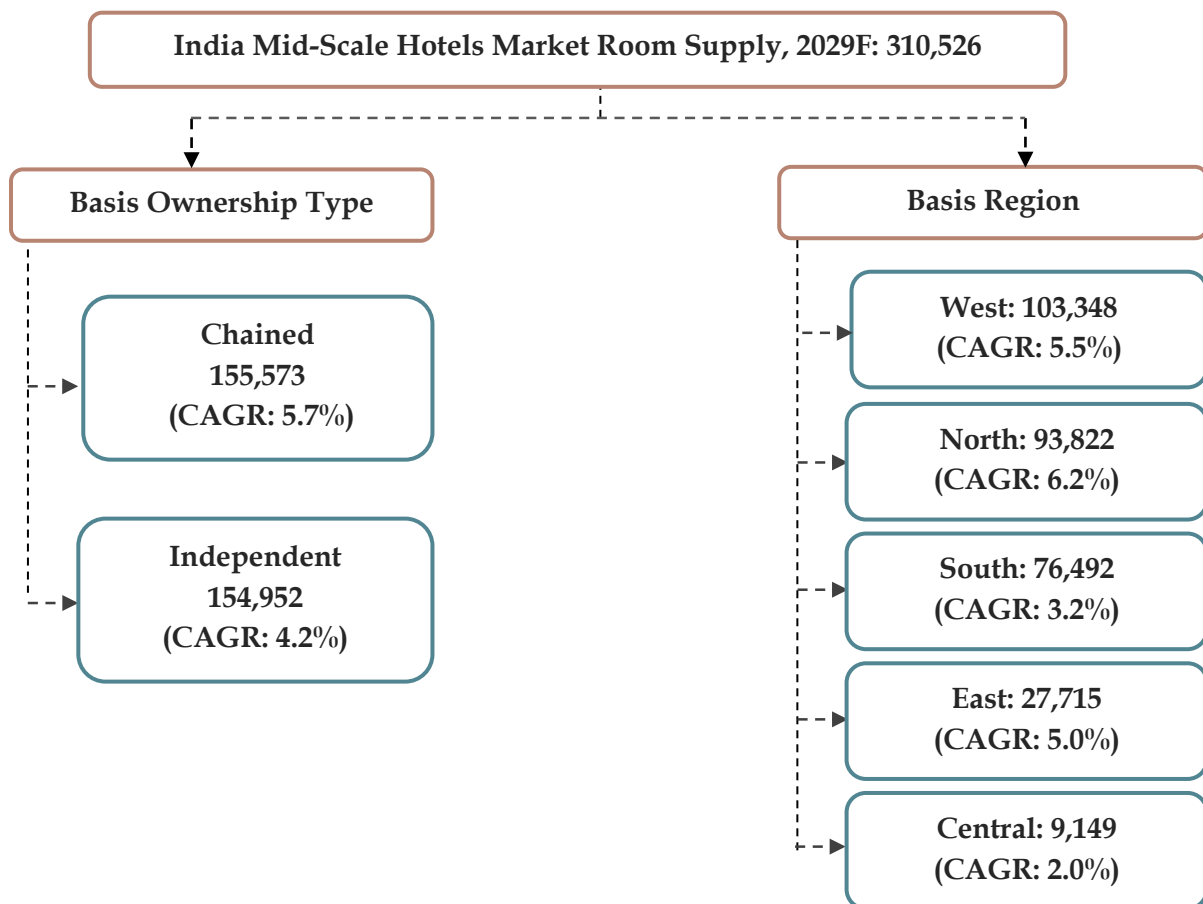 India Mid-Scale Hotels Market Room Supply, 2029F: 310,526
Basis Ownership Type
Chained
155,573
(CAGR: 5.7%)
Independent
154,952
(CAGR: 4.2%)
Basis Region
West: 103,348
(CAGR: 5.5%)
North: 93,822
(CAGR: 6.2%)
South: 76,492
(CAGR: 3.2%)
East: 27,715
(CAGR: 5.0%)
Central: 9,149
(CAGR: 2.0%)